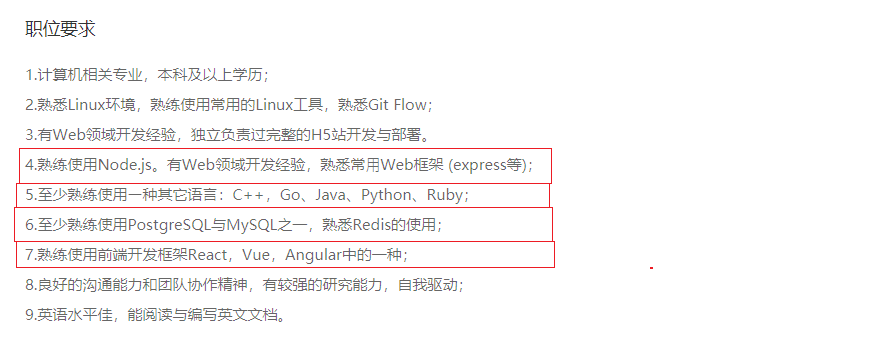 职位要求
1.计算机相关专业，本科及以上学历；
2.熟悉Linux环境，熟练使用常用的Linux工具，熟悉Git Flow；
3.有Web领域开发经验，独立负责过完整的H5站开发与部署。
4.熟练使用Node.js。有Web领域开发经验，熟悉常用Web框架 (express等)；
5.至少熟练使用一种其它语言：C++，Go、Java、Python、Ruby；
6.至少熟练使用PostgreSQL与MySQL之一，熟悉Redis的使用；
7.熟练使用前端开发框架React，Vue，Angular中的一种；
8.良好的沟通能力和团队协作精神，有较强的研究能力，自我驱动；
9.英语水平佳，能阅读与编写英文文档。